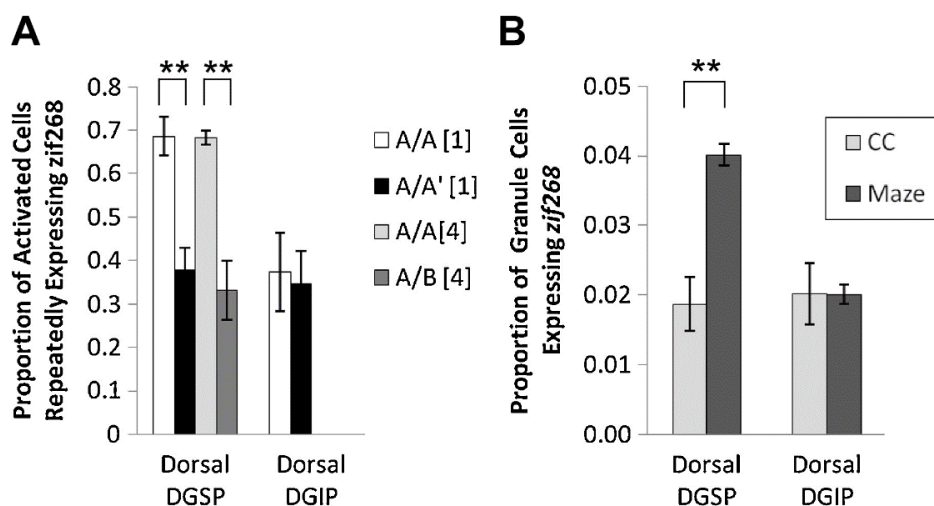 A
Proportion of Activated Cells
Repeatedly Expressing zif268
0.8
0.7
0.6
0.5
0.4
0.3
0.2
0.1
0
**
**
Dorsal
DGSP
Dorsal
DGIP
A/A [1]
A/A' [1]
A/A[4]
A/B [4]
B
Proportion of Granule Cells
Expressing zif268
0.05
0.04
0.03
0.02
0.01
0.00
**
Dorsal
DGSP
Dorsal
DGIP
CC
Maze